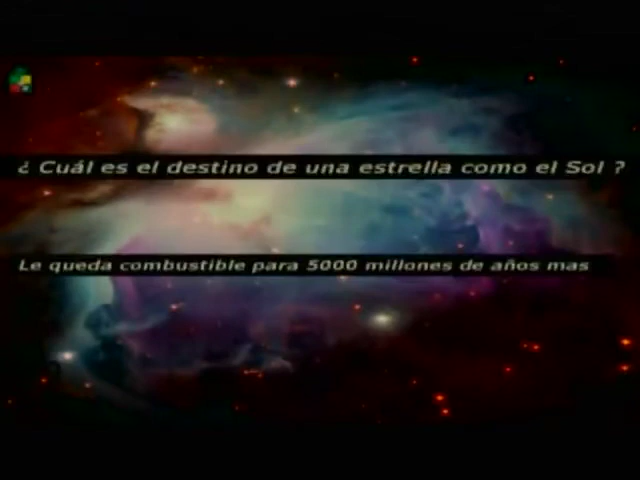 ¿ Cuál es el destino de una estrella como el Sol ?
Le queda combustible para 5000 millones de años mas